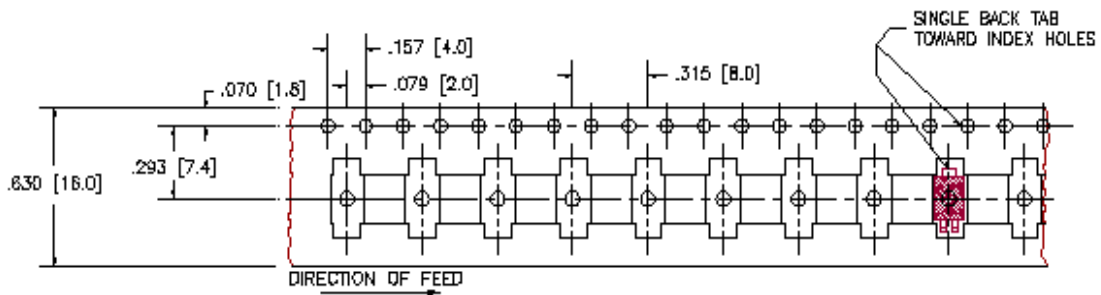 SINGLE BACK TAB
TOWARD INDEX HOLES
.157 [4.0]
.079 [2.0]
.315 [8.0]
.070 [1.8]
.293 [7.4]
.630 [16.0]
DIRECTION OF FEED